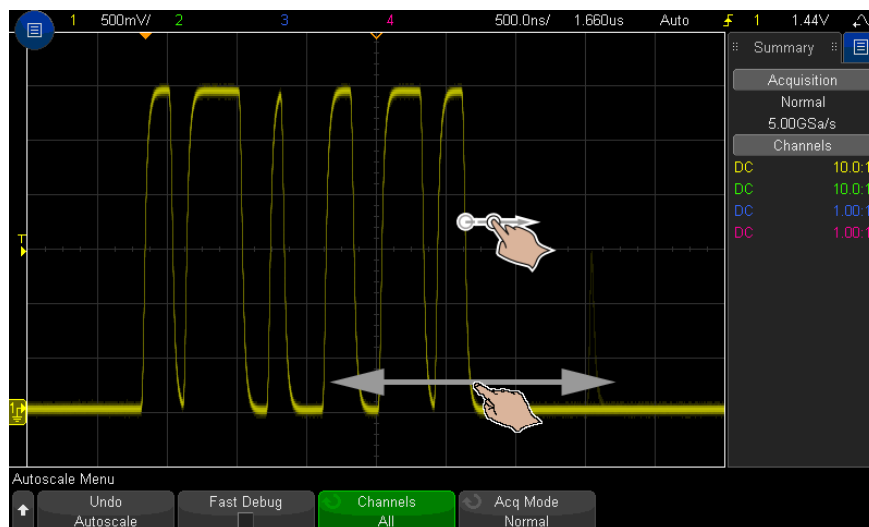 1 500mV/ 2 3 4 500.0ns/ 1.660us Auto 1 1.44V
Summary
Acquisition
Normal
5.00GSa/s
Channels
DC 10.0:1
DC 10.0:1
DC 1.00:1
DC 1.00:1
T
1
Autoscale Menu
Undo Autoscale
Fast Debug
Channels All
Acq Mode Normal